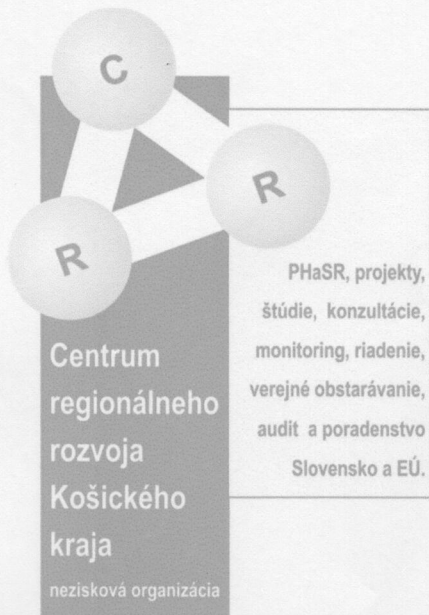 C
R
R
PHaSR, projekty,
štúdie, konzultácie,
monitoring, riadenie,
verejné obstarávanie,
audit a poradenstvo
Slovensko a EÚ.
Centrum
regionálneho
rozvoja
Košického
kraja
nezisková organizácia